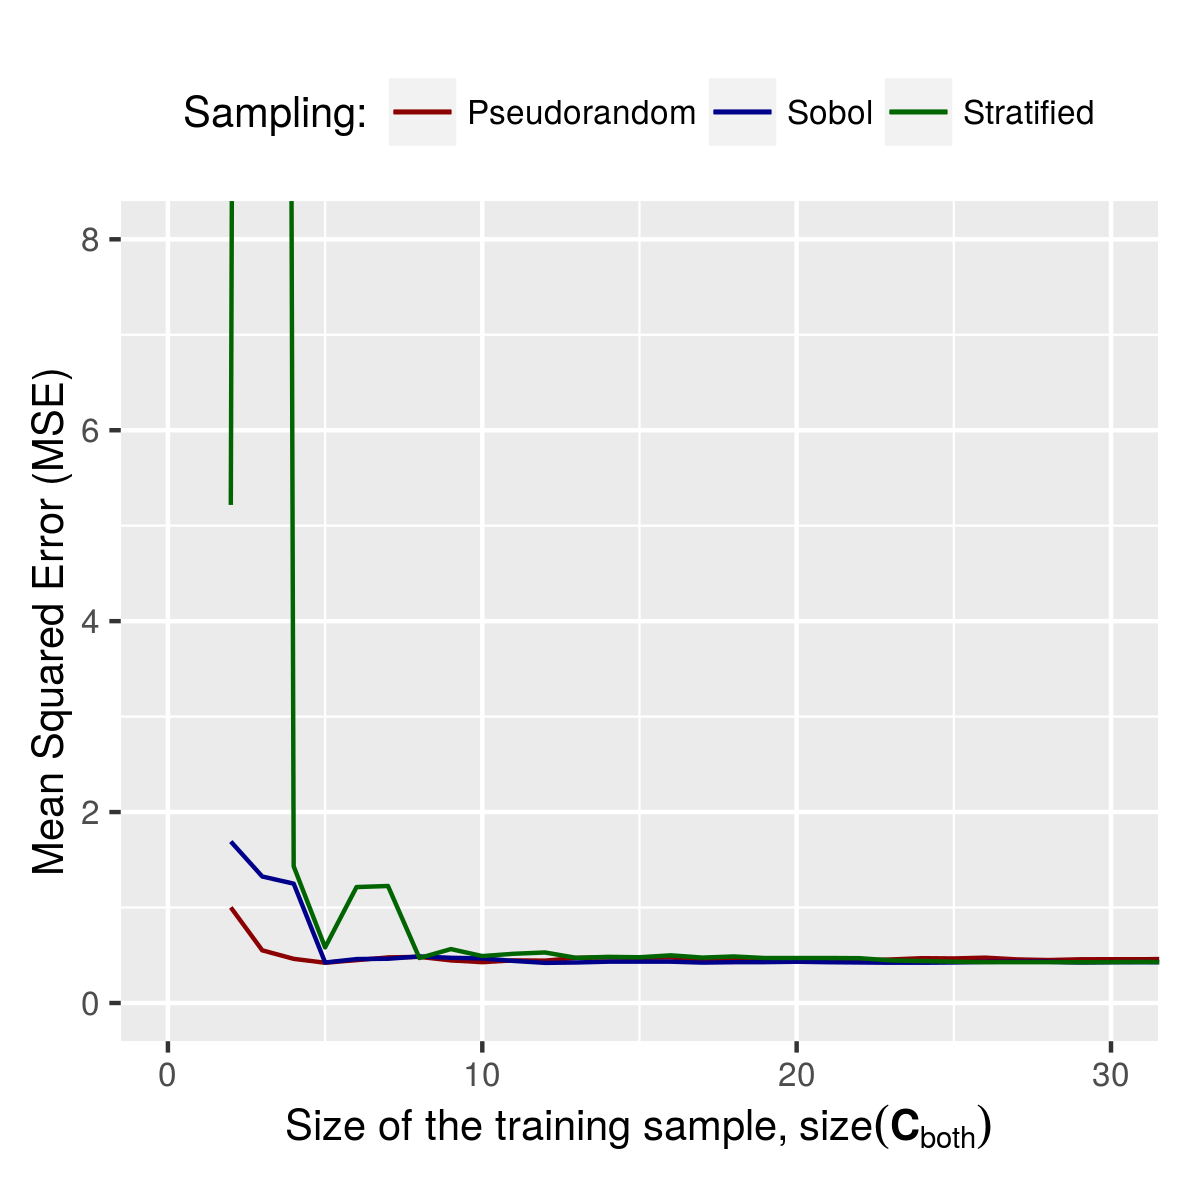 Sampling: Pseudorandom Sobol Stratified
8
6
4
2
0
Mean Squared Error (MSE)
0 10 20 30
Size of the training sample, size(C_both)